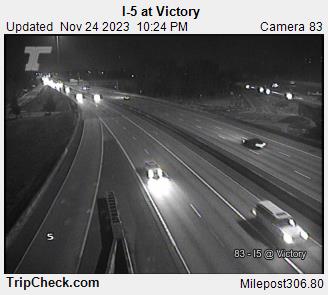 I-5 at Victory
Updated Nov 24 2023 10:24 PM Camera 83
T
S
83 - I5 @ Victory
TripCheck.com Milepost306.80